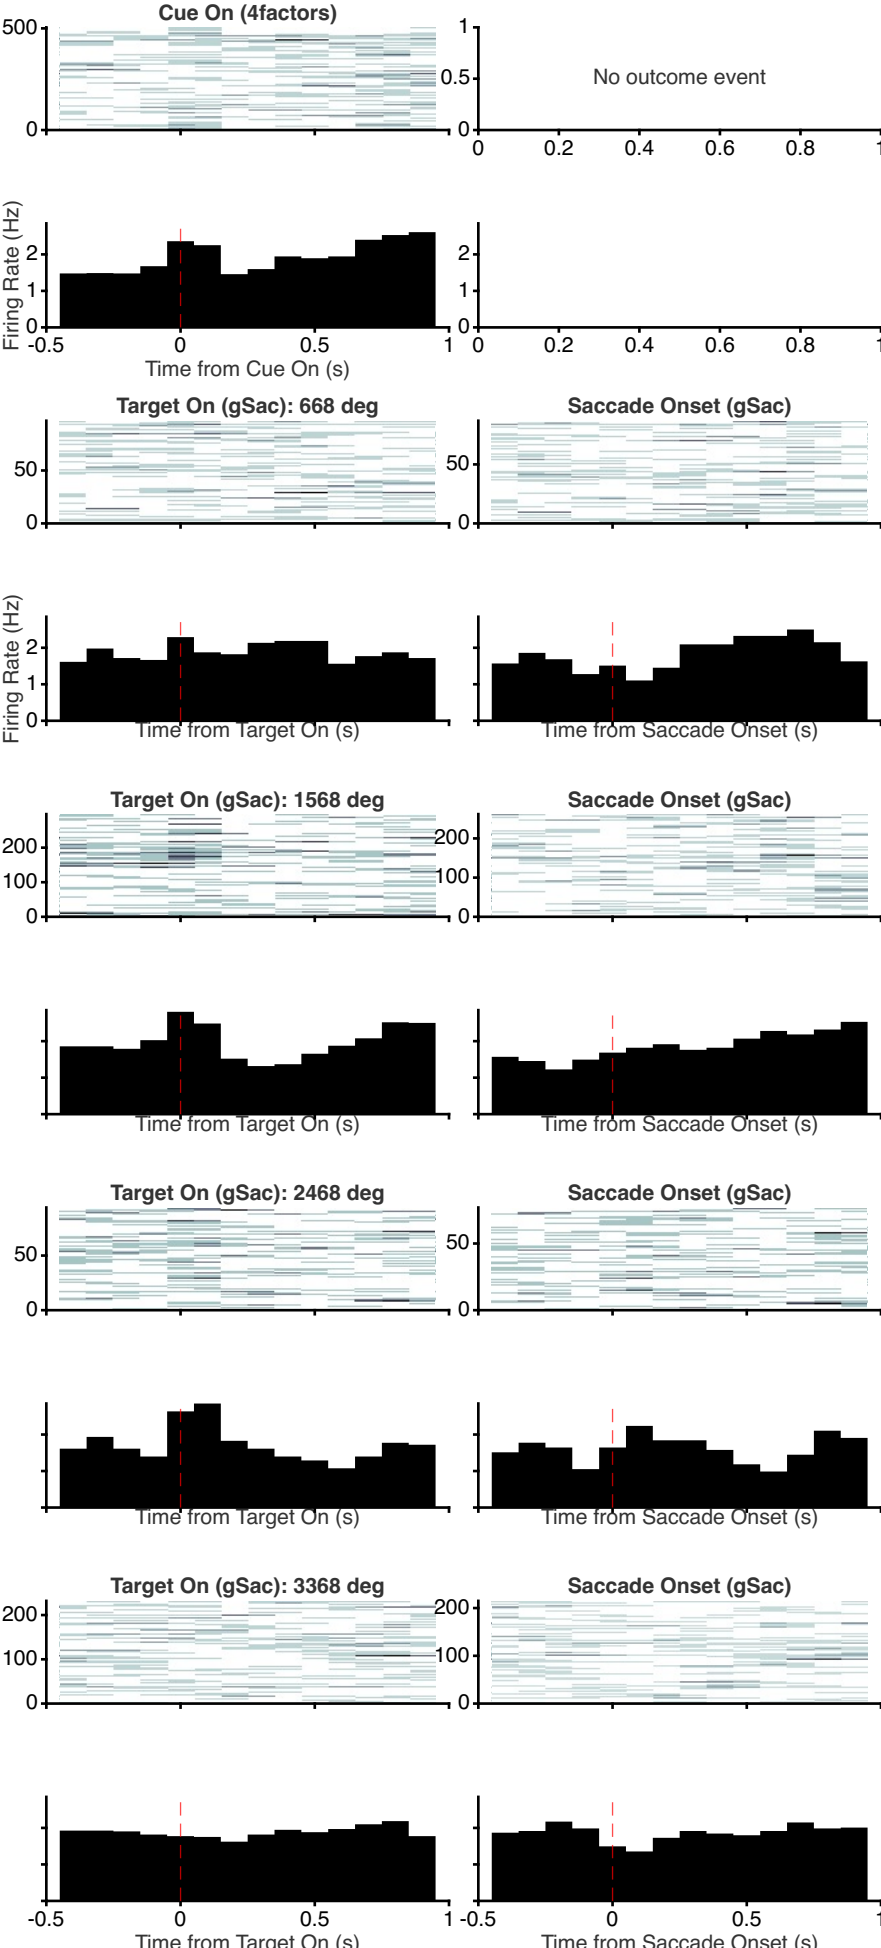 Cue On (4factors)
500
0
1
0.5
0
No outcome event
0 0.2 0.4 0.6 0.8 1
Firing Rate (Hz)
2
1
0
-0.5 0 0.5 1
Time from Cue On (s)
2
1
0
0 0.2 0.4 0.6 0.8 1
Target On (gSac): 668 deg
50
0
Saccade Onset (gSac)
50
0
Firing Rate (Hz)
2
1
0
Time from Target On (s)
Time from Saccade Onset (s)
Target On (gSac): 1568 deg
200
100
0
Saccade Onset (gSac)
200
100
0
Time from Target On (s)
Time from Saccade Onset (s)
Target On (gSac): 2468 deg
50
0
Saccade Onset (gSac)
50
0
Time from Target On (s)
Time from Saccade Onset (s)
Target On (gSac): 3368 deg
200
100
0
Saccade Onset (gSac)
200
100
0
-0.5 0 0.5 1
Time from Target On (s)
-0.5 0 0.5 1
Time from Saccade Onset (s)